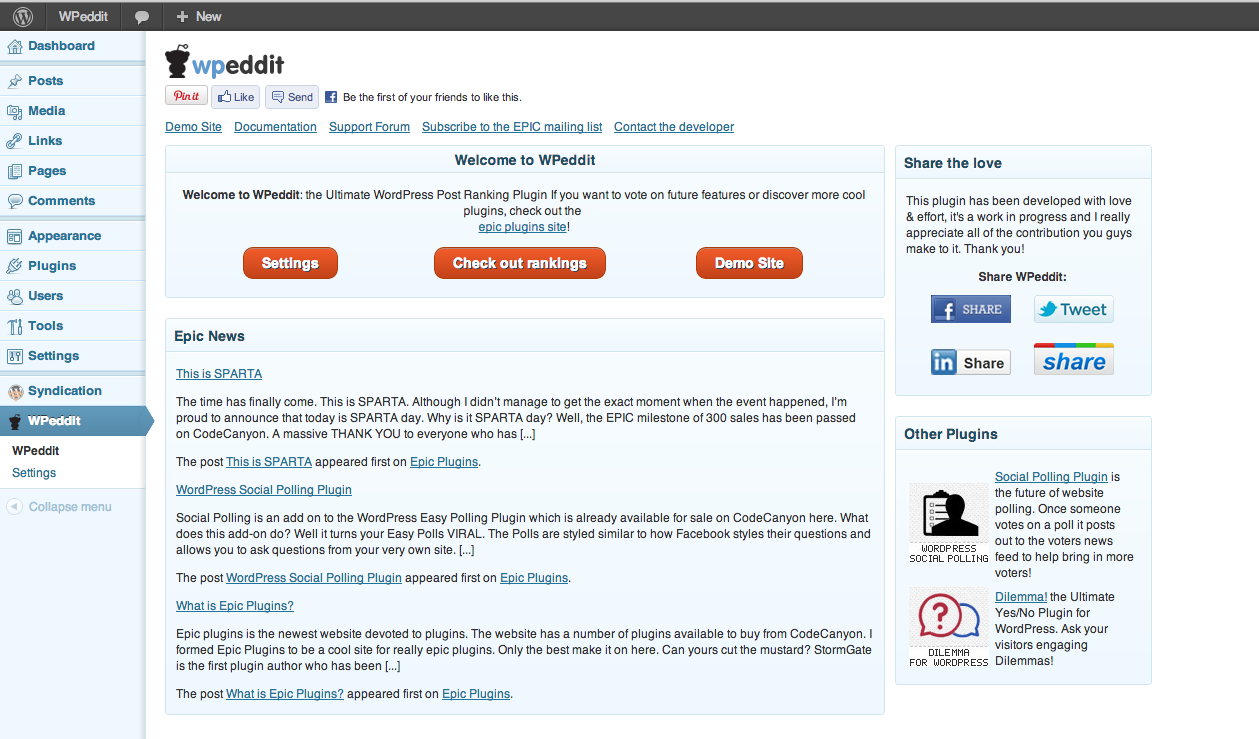 WPeddit
New
Dashboard
Posts
Media
Links
Pages
Comments
Appearance
Plugins
Users
Tools
Settings
Syndication
WPeddit
WPeddit
Settings
Collapse menu
wpeddit
Pin it
Like
Send
Be the first of your friends to like this.
Demo Site Documentation Support Forum Subscribe to the EPIC mailing list Contact the developer
Welcome to WPeddit
Welcome to WPeddit: the Ultimate WordPress Post Ranking Plugin If you want to vote on future features or discover more cool
plugins, check out the
epic plugins site!
Settings
Check out rankings
Demo Site
Epic News
This is SPARTA
The time has finally come. This is SPARTA. Although I didn't manage to get the exact moment when the event happened, I'm
proud to announce that today is SPARTA day. Why is it SPARTA day? Well, the EPIC milestone of 300 sales has been passed
on CodeCanyon. A massive THANK YOU to everyone who has [...]
The post This is SPARTA appeared first on Epic Plugins.
WordPress Social Polling Plugin
Social Polling is an add on to the WordPress Easy Polling Plugin which is already available for sale on CodeCanyon here. What
does this add-on do? Well it turns your Easy Polls VIRAL. The Polls are styled similar to how Facebook styles their questions and
allows you to ask questions from your very own site. [...]
The post WordPress Social Polling Plugin appeared first on Epic Plugins.
What is Epic Plugins?
Epic plugins is the newest website devoted to plugins. The website has a number of plugins available to buy from CodeCanyon. I
formed Epic Plugins to be a cool site for really epic plugins. Only the best make it on here. Can yours cut the mustard? StormGate
is the first plugin author who has been [...]
The post What is Epic Plugins? appeared first on Epic Plugins.
Share the love
This plugin has been developed with love
& effort, it's a work in progress and I really
appreciate all of the contribution you guys
make to it. Thank you!
Share WPeddit:
f SHARE
Tweet
in Share
share
Other Plugins
WORDPRESS
SOCIAL POLLING
Social Polling Plugin is
the future of website
polling. Once someone
votes on a poll it posts
out to the voters news
feed to help bring in more
voters!
?
DILEMMA
FOR WORDPRESS
Dilemma! the Ultimate
Yes/No Plugin for
WordPress. Ask your
visitors engaging
Dilemmas!